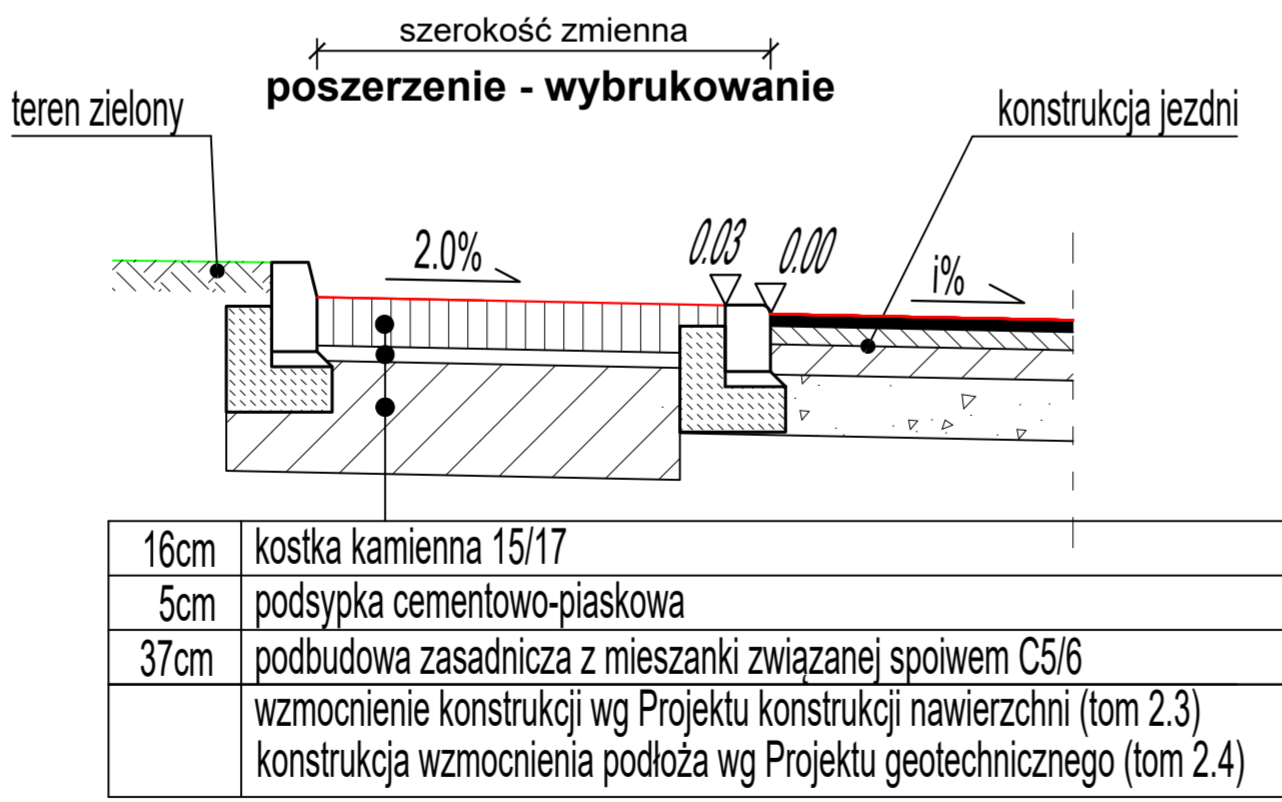 szerokość zmienna
poszerzenie - wybrukowanie
teren zielony
konstrukcja jezdni
2.0%
0.03
0.00
i%
16cm kostka kamienna 15/17
5cm podsypka cementowo-piaskowa
37cm podbudowa zasadnicza z mieszanki związanej spoiwem C5/6
wzmocnienie konstrukcji wg Projektu konstrukcji nawierzchni (tom 2.3)
konstrukcja wzmocnienia podłoża wg Projektu geotechnicznego (tom 2.4)